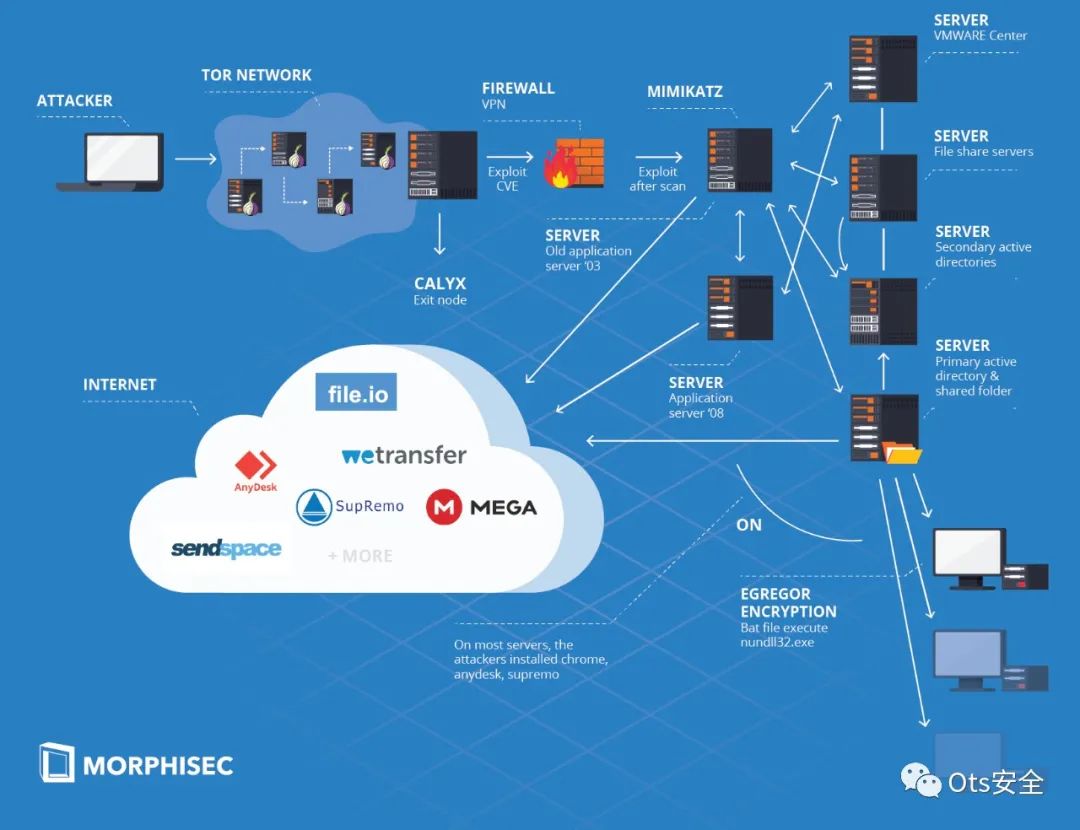 SERVER
VMWARE Center
TOR NETWORK
ATTACKER
FIREWALL
VPN
MIMIKATZ
SERVER
File share servers
Exploit
CVE
Exploit
after scan
SERVER
Old application
server ‘03
SERVER
Secondary active
directories
CALYX
Exit node
SERVER
Primary active
directory &
shared folder
INTERNET
SERVER
Application
server ‘08
file.io
wetransfer
AnyDesk
SupRemo
MEGA
sendspace
+ MORE
ON
EGREGOR
ENCRYPTION
Bat file execute
nundll32.exe
On most servers, the
attackers installed chrome,
anydesk, supremo
MORPHISEC
Ots安全